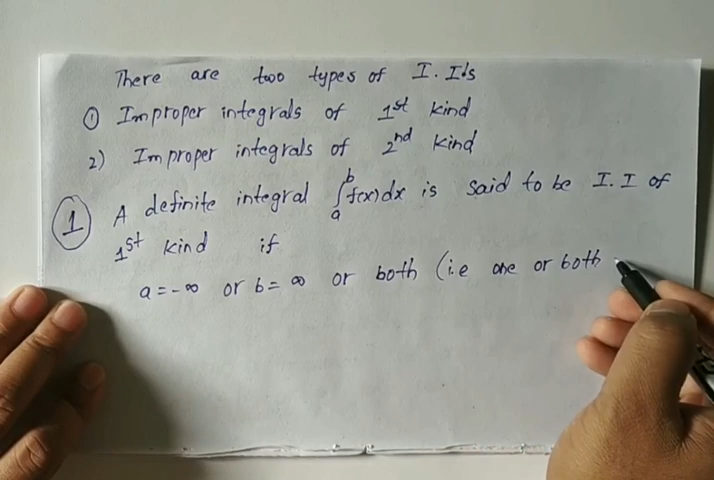 There are two types of I. I's
① Improper integrals of 1st kind
2) Improper integrals of 2nd kind
① A definite integral ∫ₐᵇ f(x)dx is said to be I.I of
1st kind if
a = -∞ or b = ∞ or both (i.e one or both